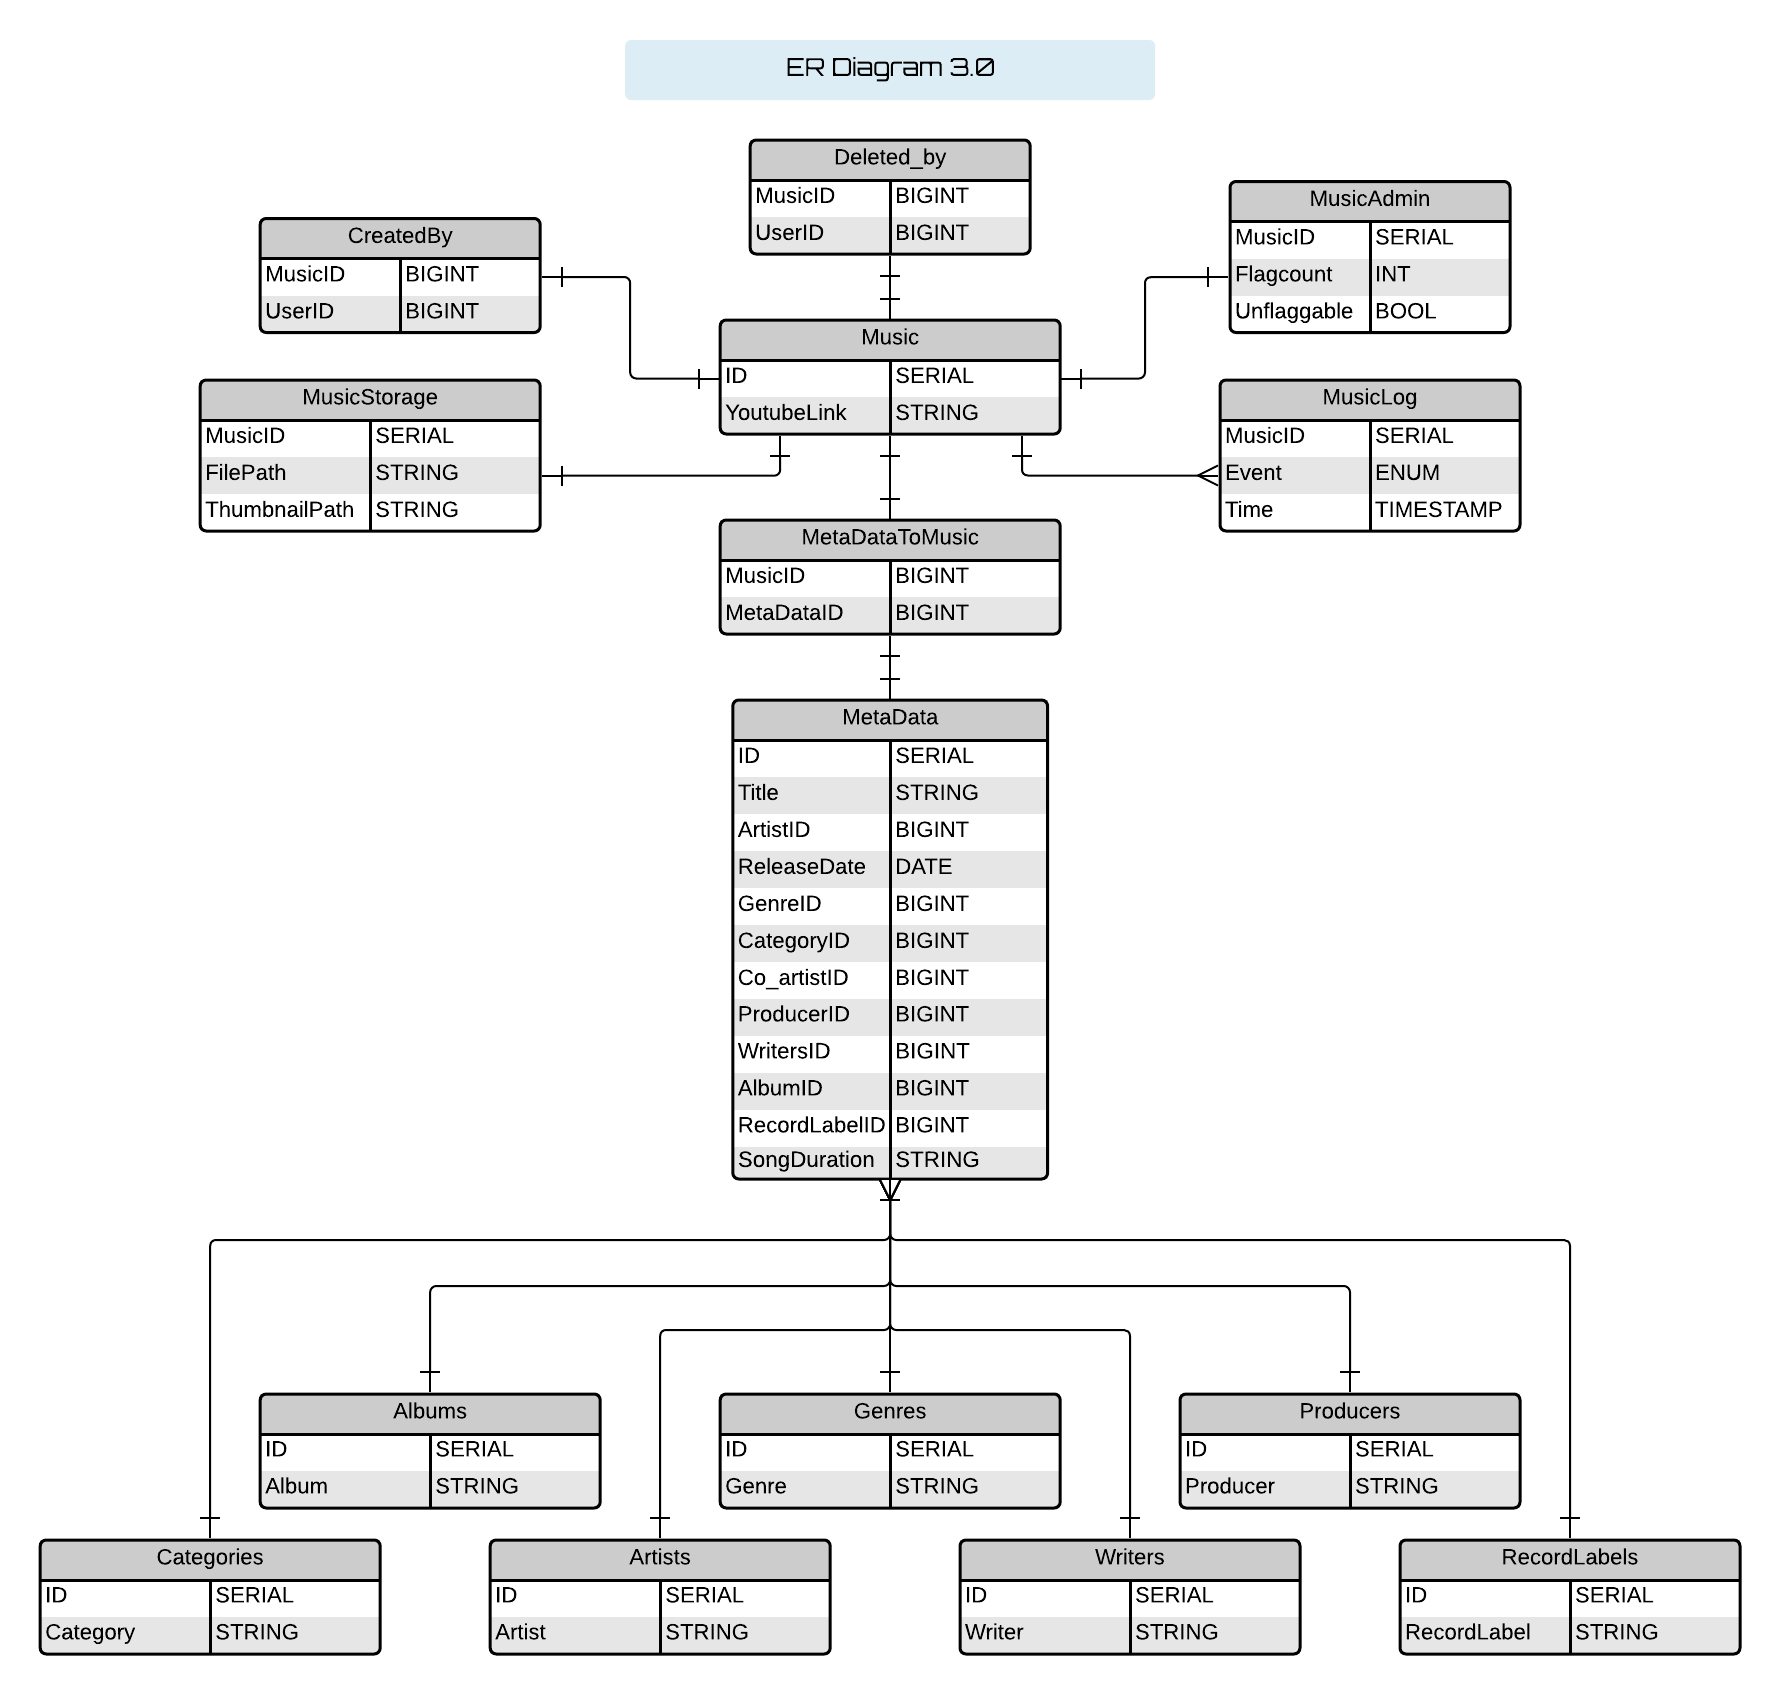 ER Diagram 3.0
Deleted_by
MusicID BIGINT
UserID BIGINT
MusicAdmin
MusicID SERIAL
Flagcount INT
Unflaggable BOOL
CreatedBy
MusicID BIGINT
UserID BIGINT
Music
ID SERIAL
YoutubeLink STRING
MusicStorage
MusicID SERIAL
FilePath STRING
ThumbnailPath STRING
MusicLog
MusicID SERIAL
Event ENUM
Time TIMESTAMP
MetaDataToMusic
MusicID BIGINT
MetaDataID BIGINT
MetaData
ID SERIAL
Title STRING
ArtistID BIGINT
ReleaseDate DATE
GenreID BIGINT
CategoryID BIGINT
Co_artistID BIGINT
ProducerID BIGINT
WritersID BIGINT
AlbumID BIGINT
RecordLabelID BIGINT
SongDuration STRING
Albums
ID SERIAL
Album STRING
Genres
ID SERIAL
Genre STRING
Producers
ID SERIAL
Producer STRING
Categories
ID SERIAL
Category STRING
Artists
ID SERIAL
Artist STRING
Writers
ID SERIAL
Writer STRING
RecordLabels
ID SERIAL
RecordLabel STRING